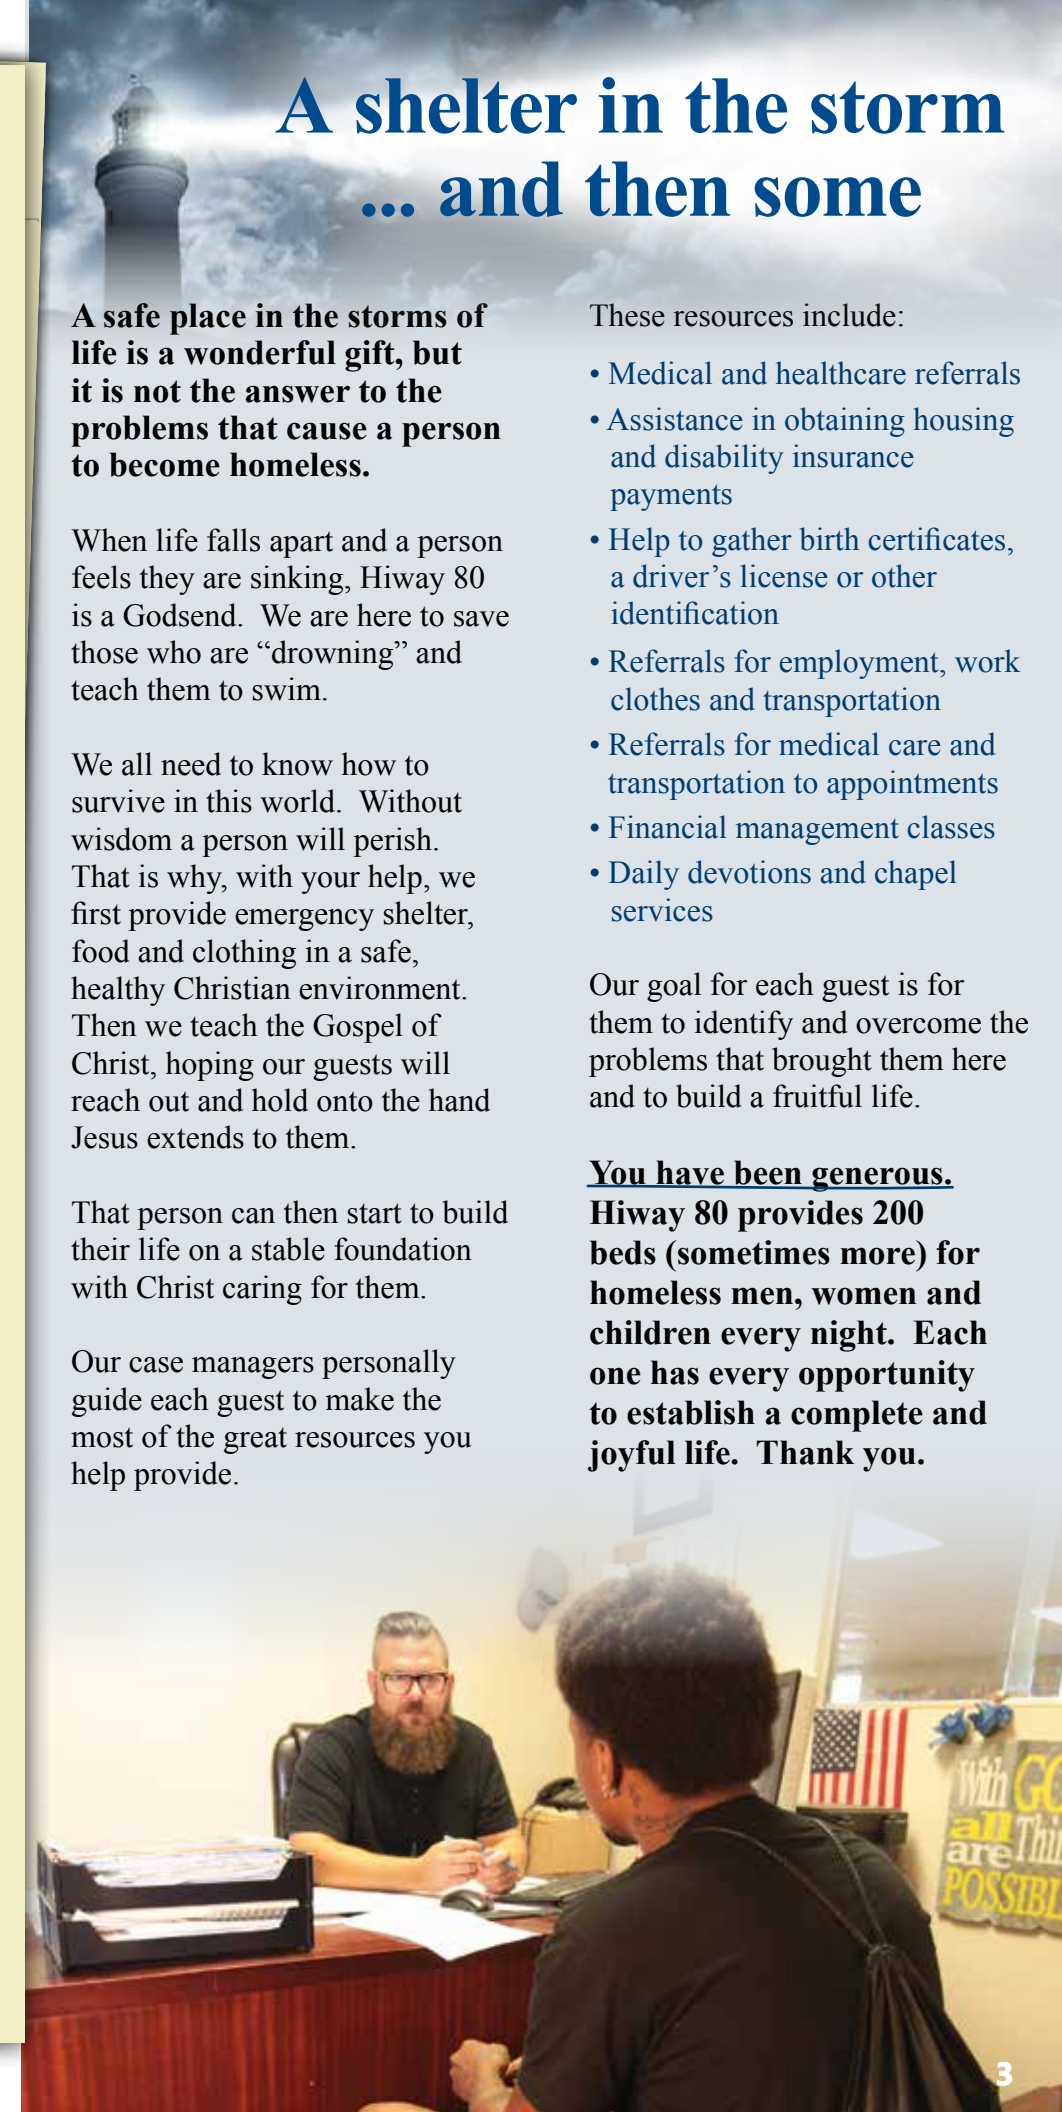 A shelter in the storm
... and then some
A safe place in the storms of
life is a wonderful gift, but
it is not the answer to the
problems that cause a person
to become homeless.
When life falls apart and a person
feels they are sinking, Hiway 80
is a Godsend.  We are here to save
those who are “drowning” and
teach them to swim.
We all need to know how to
survive in this world.  Without
wisdom a person will perish.
That is why, with your help, we
first provide emergency shelter,
food and clothing in a safe,
healthy Christian environment.
Then we teach the Gospel of
Christ, hoping our guests will
reach out and hold onto the hand
Jesus extends to them.
That person can then start to build
their life on a stable foundation
with Christ caring for them.
Our case managers personally
guide each guest to make the
most of the great resources you
help provide.
These resources include:
• Medical and healthcare referrals
• Assistance in obtaining housing
and disability insurance
payments
• Help to gather birth certificates,
a driver’s license or other
identification
• Referrals for employment, work
clothes and transportation
• Referrals for medical care and
transportation to appointments
• Financial management classes
• Daily devotions and chapel
services
Our goal for each guest is for
them to identify and overcome the
problems that brought them here
and to build a fruitful life.
You have been generous.
Hiway 80 provides 200
beds (sometimes more) for
homeless men, women and
children every night.  Each
one has every opportunity
to establish a complete and
joyful life.  Thank you.
With GO
all Thin
are
POSSIBL
3